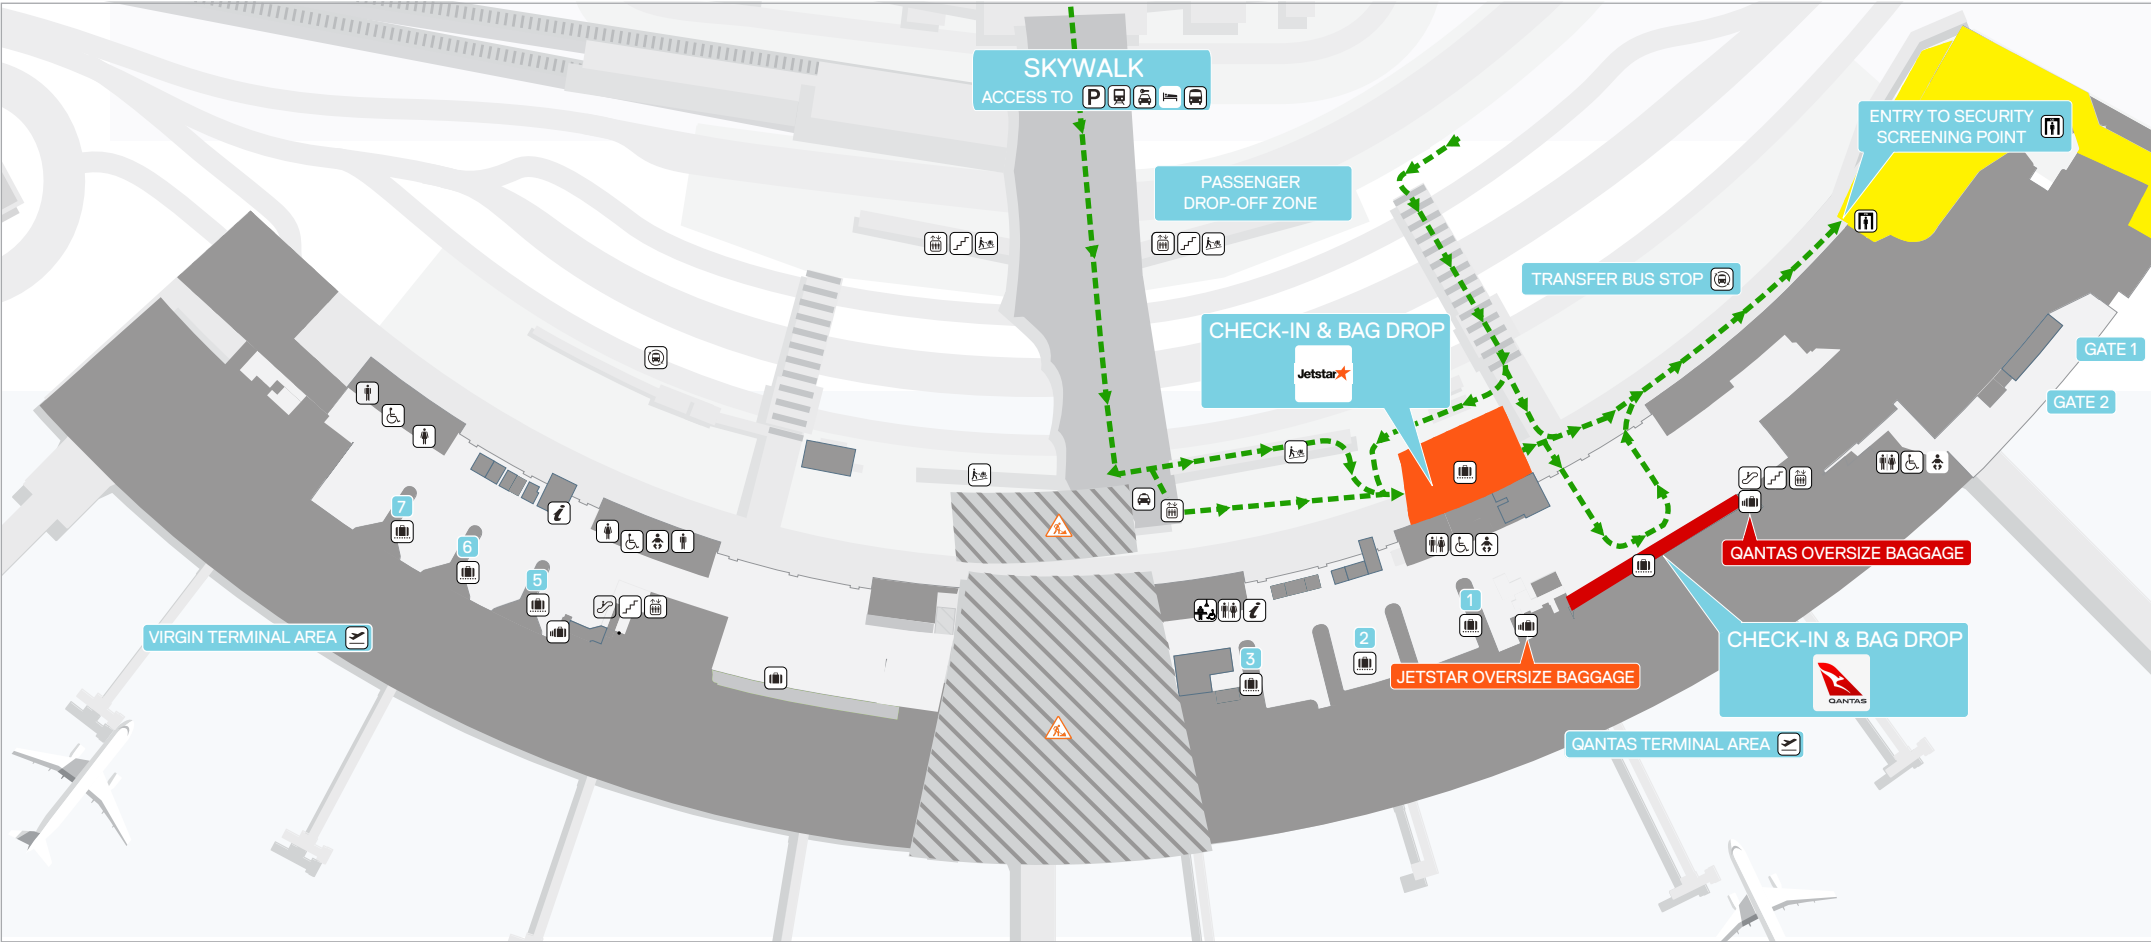 SKYWALK
ACCESS TO P
ENTRY TO SECURITY
SCREENING POINT
PASSENGER
DROP-OFF ZONE
TRANSFER BUS STOP
CHECK-IN & BAG DROP
Jetstar
GATE 1
GATE 2
7
i
6
5
QANTAS OVERSIZE BAGGAGE
1
i
2
3
VIRGIN TERMINAL AREA
JETSTAR OVERSIZE BAGGAGE
CHECK-IN & BAG DROP
QANTAS
QANTAS TERMINAL AREA